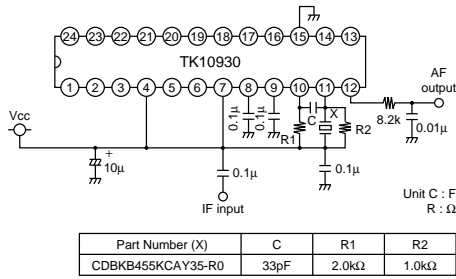 24 23 22 21 20 19 18 17 16 15 14 13
TK10930
1 2 3 4 5 6 7 8 9 10 11 12
AF
output
Vcc
+
10μ
0.1μ
0.1μ
R1
C
X
R2
8.2k
0.01μ
0.1μ
0.1μ
IF input
Unit C : F
R : Ω
Part Number (X) C R1 R2
CDBKB455KCAY35-R0 33pF 2.0kΩ 1.0kΩ